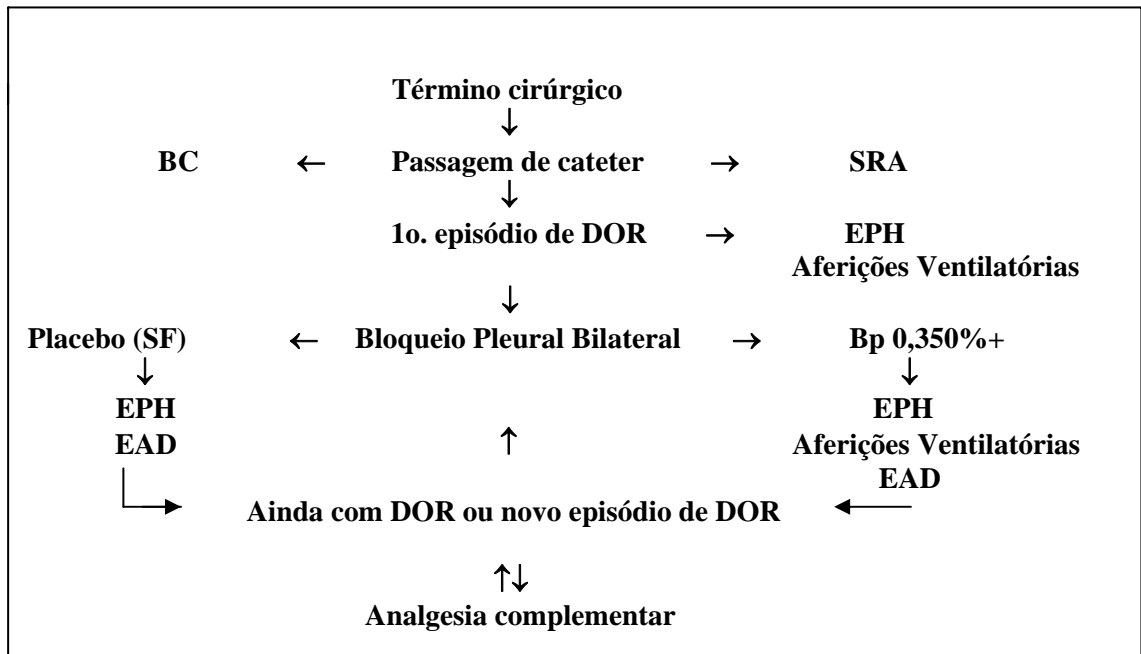 Término cirúrgico
↓
BC ← Passagem de cateter → SRA
↓
1o. episódio de DOR → EPH
Aferições Ventilatórias
↓
Placebo (SF) ← Bloqueio Pleural Bilateral → Bp 0,350%+
↓ ↓
EPH EPH
EAD ↑ Aferições Ventilatórias
EAD
Ainda com DOR ou novo episódio de DOR
↑↓
Analgesia complementar